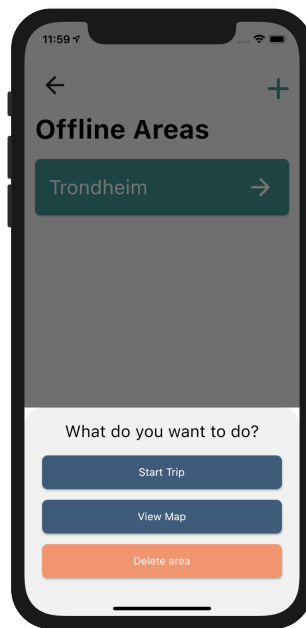 11:59
Offline Areas
Trondheim
What do you want to do?
Start Trip
View Map
Delete area